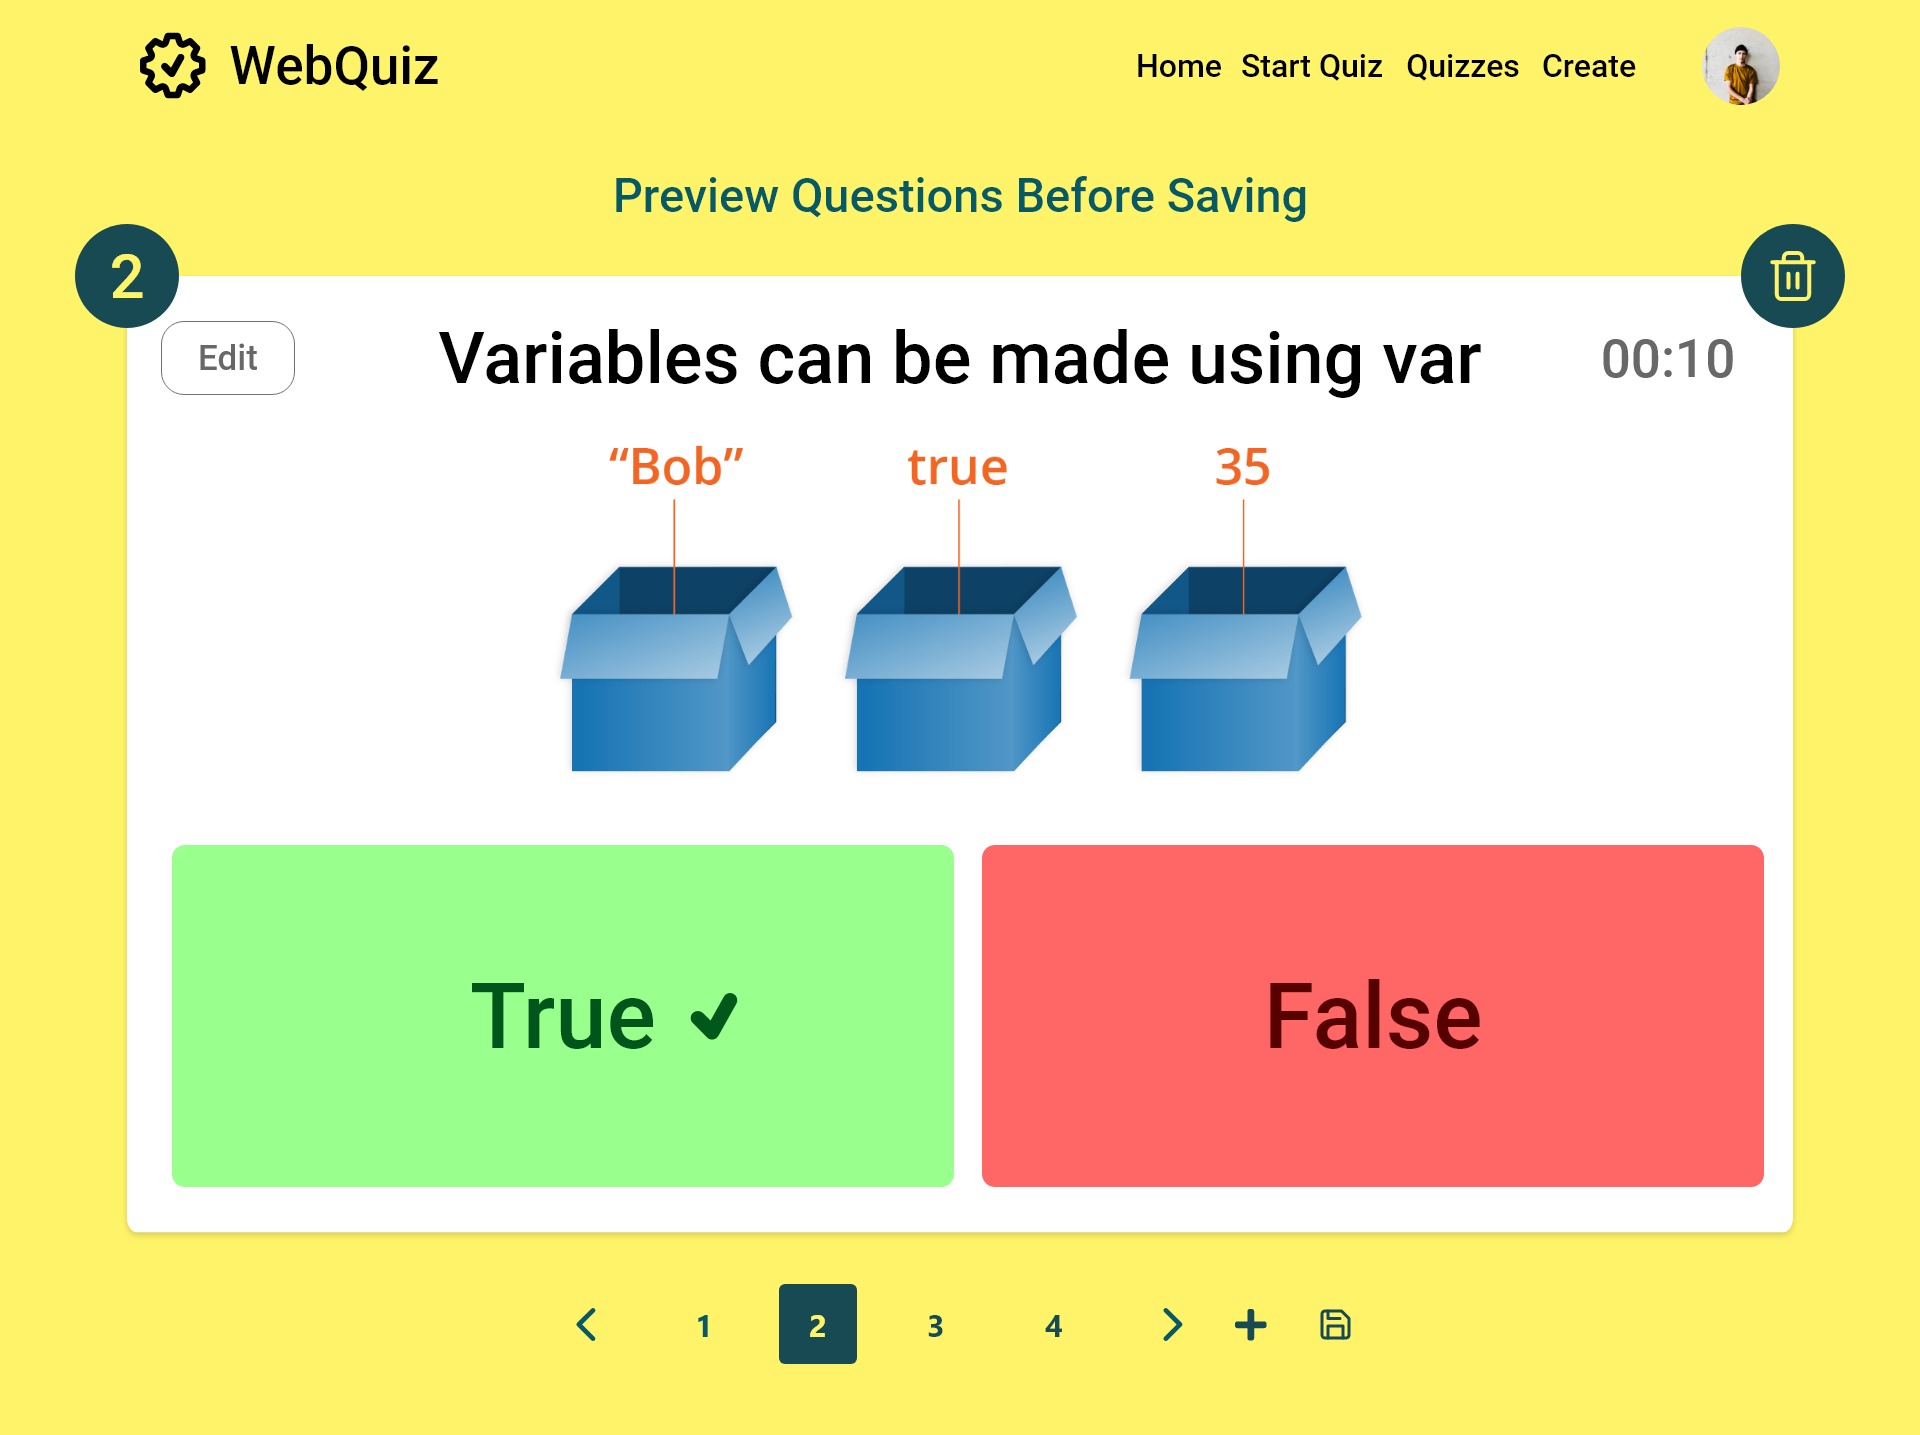 WebQuiz
Home Start Quiz Quizzes Create
Preview Questions Before Saving
2
Edit
Variables can be made using var
00:10
“Bob” true 35
True
False
1 2 3 4